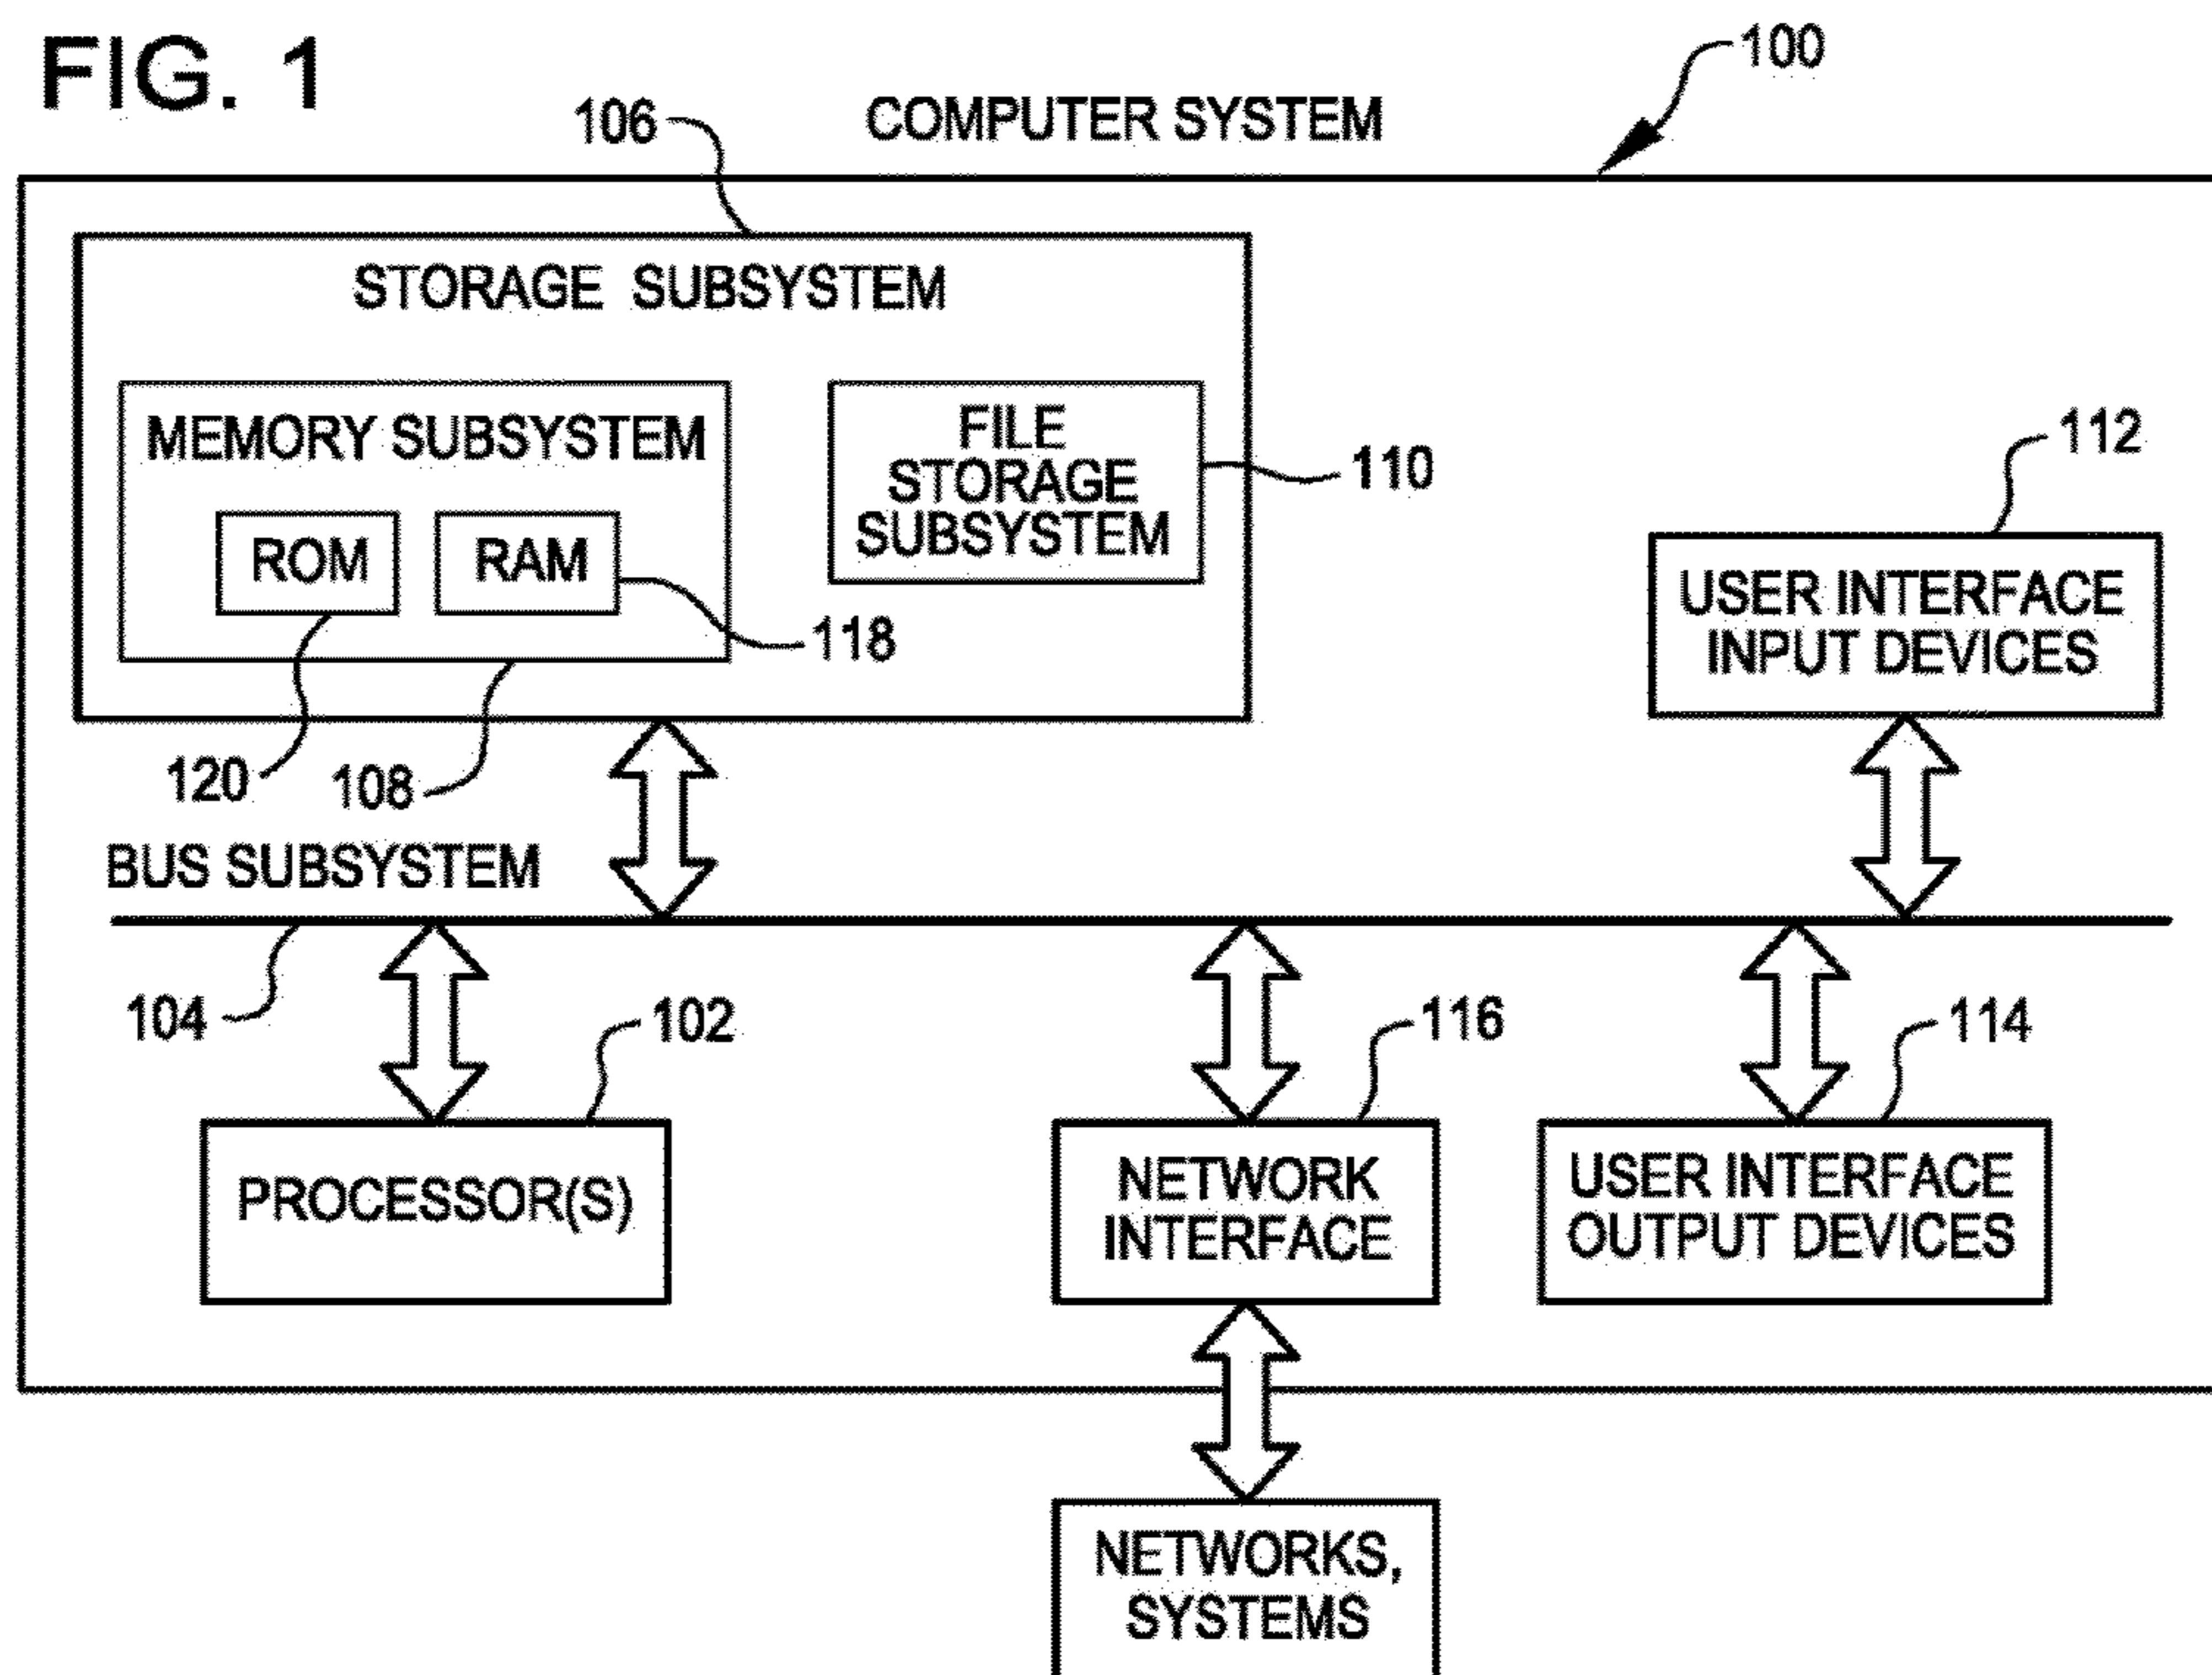 FIG. 1
100
106
COMPUTER SYSTEM
STORAGE SUBSYSTEM
MEMORY SUBSYSTEM
ROM
RAM
118
FILE
STORAGE
SUBSYSTEM
110
112
USER INTERFACE
INPUT DEVICES
120
108
BUS SUBSYSTEM
104
102
116
114
PROCESSOR(S)
NETWORK
INTERFACE
USER INTERFACE
OUTPUT DEVICES
NETWORKS,
SYSTEMS